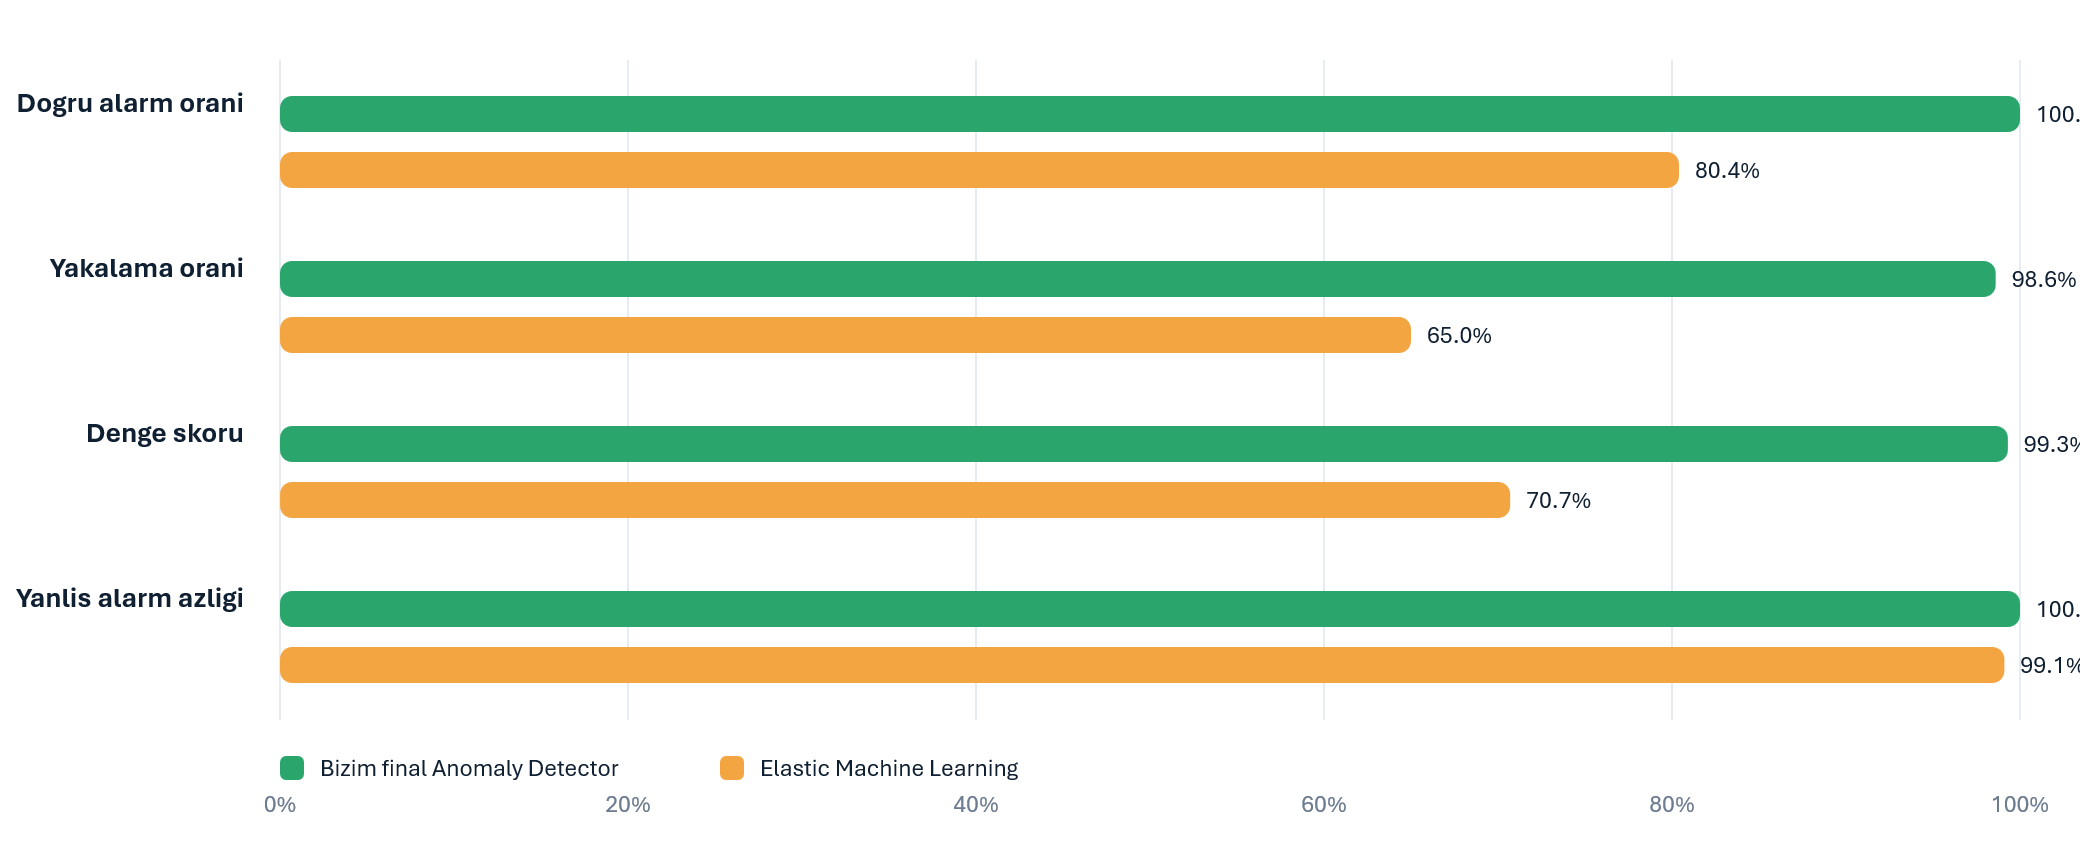 Dogru alarm orani
100.
80.4%
Yakalama orani
98.6%
65.0%
Denge skoru
99.3%
70.7%
Yanlis alarm azligi
100.
99.1%
Bizim final Anomaly Detector
Elastic Machine Learning
0% 20% 40% 60% 80% 100%